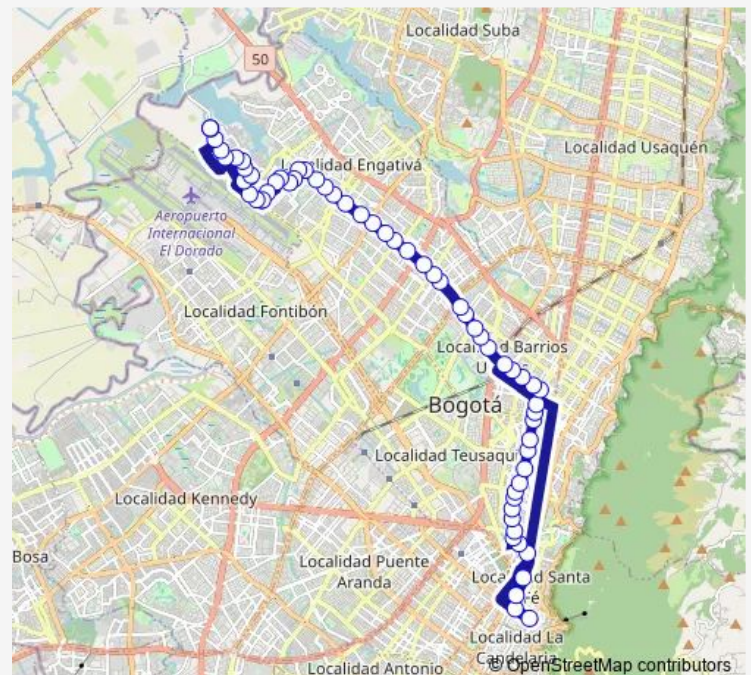 Localidad Suba
50
Localidad Usaquén
Localidad Engativá
Aeropuerto
Internacional
El Dorado
Localidad Fontibón
Localidad Barrios
U
Bogotá
Localidad Teusaqu
Localidad Kennedy
Bosa
Localidad Puente
Aranda
Localidad Santa
Fé
Localidad La
Candelaria
Localidad Antonio
© OpenStreetMap contributors